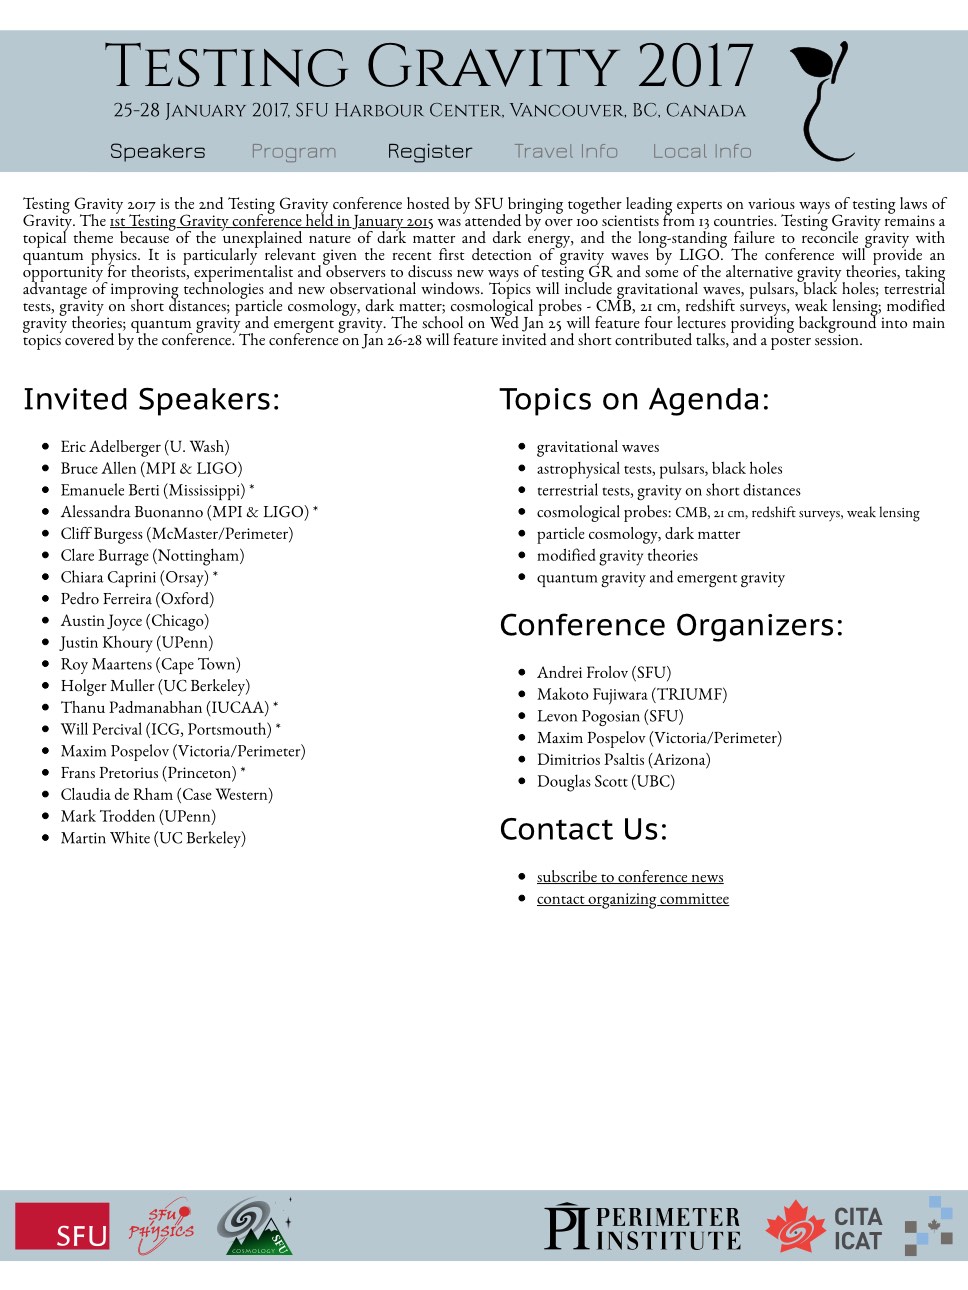 Testing Gravity 2017
25-28 January 2017, SFU Harbour Center, Vancouver, BC, Canada
Speakers Program Register Travel Info Local Info
Testing Gravity 2017 is the 2nd Testing Gravity conference hosted by SFU bringing together leading experts on various ways of testing laws of
Gravity. The 1st Testing Gravity conference held in January 2015 was attended by over 100 scientists from 13 countries. Testing Gravity remains a
topical theme because of the unexplained nature of dark matter and dark energy, and the long-standing failure to reconcile gravity with
quantum physics. It is particularly relevant given the recent first detection of gravity waves by LIGO. The conference will provide an
opportunity for theorists, experimentalist and observers to discuss new ways of testing GR and some of the alternative gravity theories, taking
advantage of improving technologies and new observational windows. Topics will include gravitational waves, pulsars, black holes; terrestrial
tests, gravity on short distances; particle cosmology, dark matter; cosmological probes - CMB, 21 cm, redshift surveys, weak lensing; modified
gravity theories; quantum gravity and emergent gravity. The school on Wed Jan 25 will feature four lectures providing background into main
topics covered by the conference. The conference on Jan 26-28 will feature invited and short contributed talks, and a poster session.
Invited Speakers:
• Eric Adelberger (U. Wash)
• Bruce Allen (MPI & LIGO)
• Emanuele Berti (Mississippi) *
• Alessandra Buonanno (MPI & LIGO) *
• Cliff Burgess (McMaster/Perimeter)
• Clare Burrage (Nottingham)
• Chiara Caprini (Orsay) *
• Pedro Ferreira (Oxford)
• Austin Joyce (Chicago)
• Justin Khoury (UPenn)
• Roy Maartens (Cape Town)
• Holger Muller (UC Berkeley)
• Thanu Padmanabhan (IUCAA) *
• Will Percival (ICG, Portsmouth) *
• Maxim Pospelov (Victoria/Perimeter)
• Frans Pretorius (Princeton) *
• Claudia de Rham (Case Western)
• Mark Trodden (UPenn)
• Martin White (UC Berkeley)
Topics on Agenda:
• gravitational waves
• astrophysical tests, pulsars, black holes
• terrestrial tests, gravity on short distances
• cosmological probes: CMB, 21 cm, redshift surveys, weak lensing
• particle cosmology, dark matter
• modified gravity theories
• quantum gravity and emergent gravity
Conference Organizers:
• Andrei Frolov (SFU)
• Makoto Fujiwara (TRIUMF)
• Levon Pogosian (SFU)
• Maxim Pospelov (Victoria/Perimeter)
• Dimitrios Psaltis (Arizona)
• Douglas Scott (UBC)
Contact Us:
• subscribe to conference news
• contact organizing committee
SFU
SFU
PHYSICS
SFU
COSMOLOGY
PI PERIMETER
INSTITUTE
CITA
ICAT